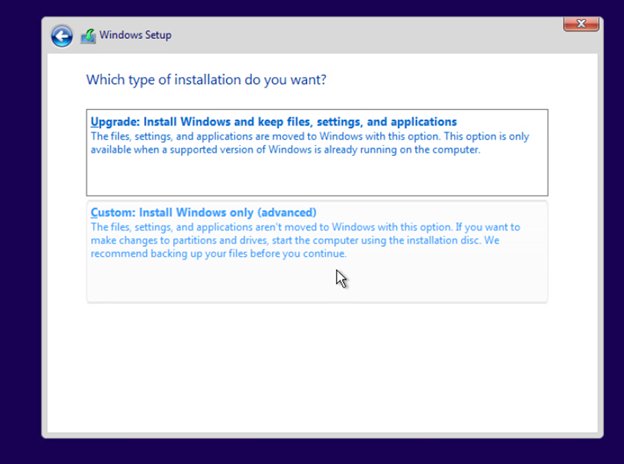 Windows Setup
Which type of installation do you want?
Upgrade: Install Windows and keep files, settings, and applications
The files, settings, and applications are moved to Windows with this option. This option is only
available when a supported version of Windows is already running on the computer.
Custom: Install Windows only (advanced)
The files, settings, and applications aren't moved to Windows with this option. If you want to
make changes to partitions and drives, start the computer using the installation disc. We
recommend backing up your files before you continue.